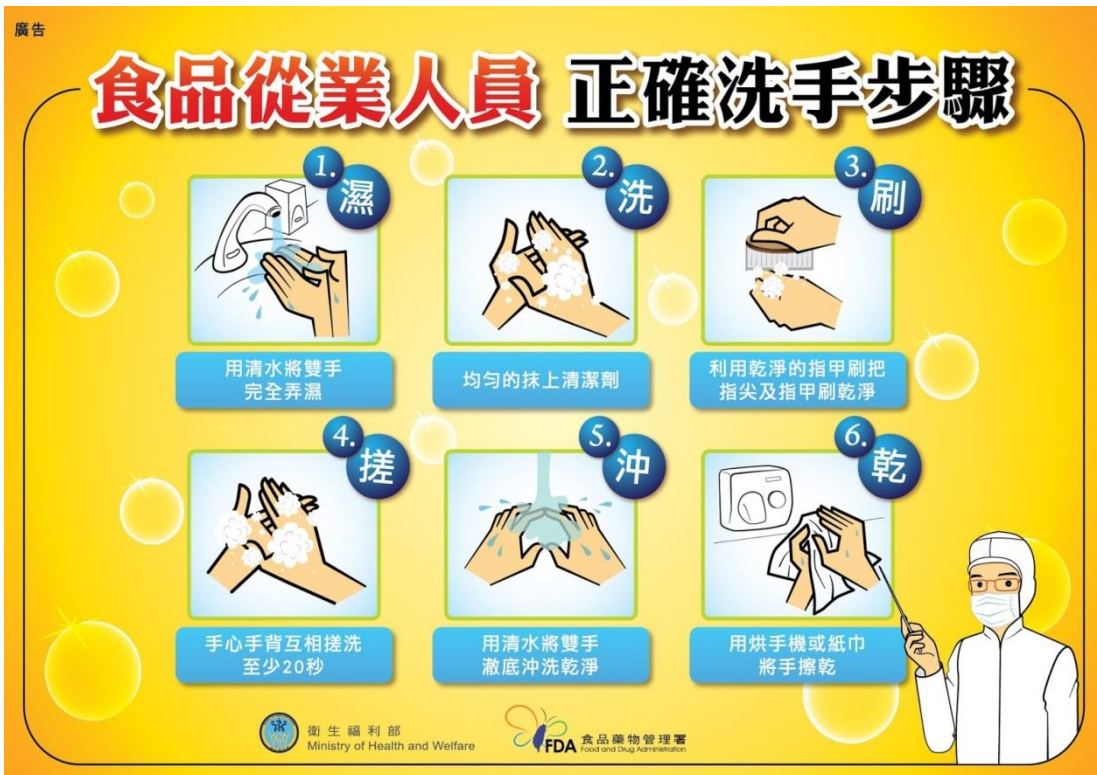 廣告
食品從業人員 正確洗手步驟
1. 濕
用清水將雙手
完全弄濕
2. 洗
均勻的抹上清潔劑
3. 刷
利用乾淨的指甲刷把
指尖及指甲刷乾淨
4. 搓
手心手背互相搓洗
至少20秒
5. 沖
用清水將雙手
澈底沖洗乾淨
6. 乾
用烘手機或紙巾
將手擦乾
衛生福利部
Ministry of Health and Welfare
FDA 食品藥物管理署
Food and Drug Administration